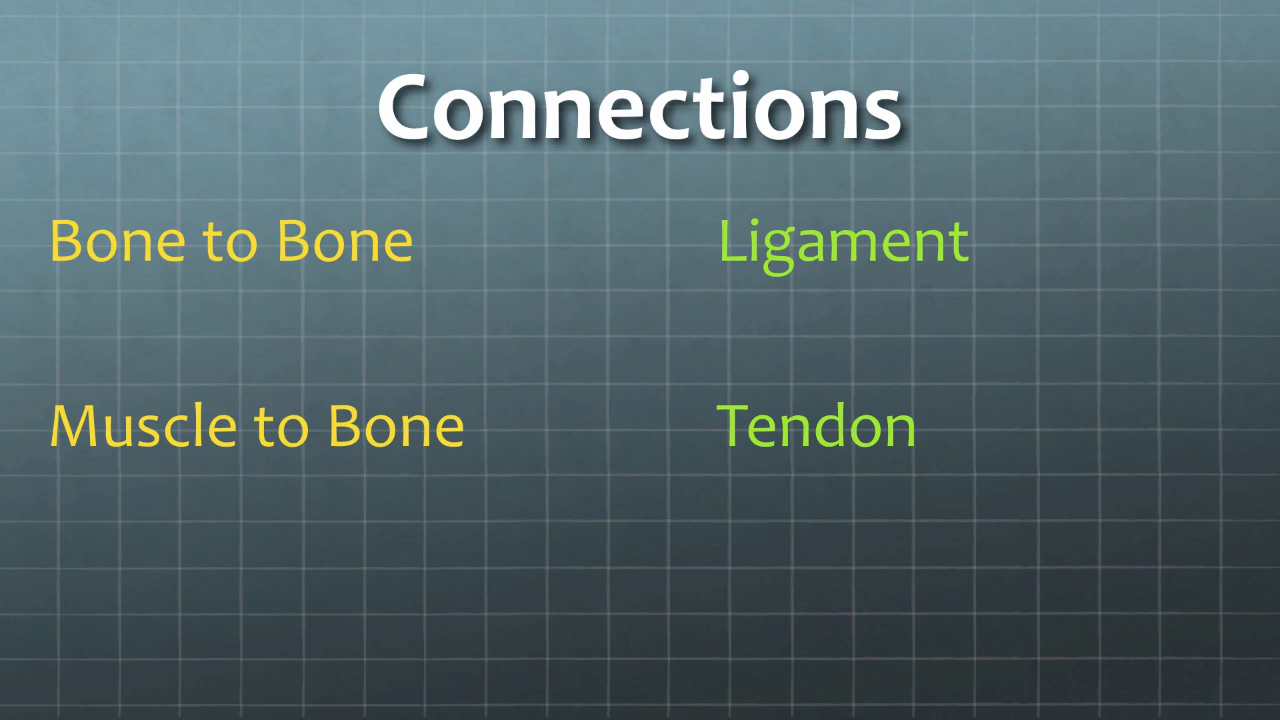 Connections
Bone to Bone
Ligament
Muscle to Bone
Tendon